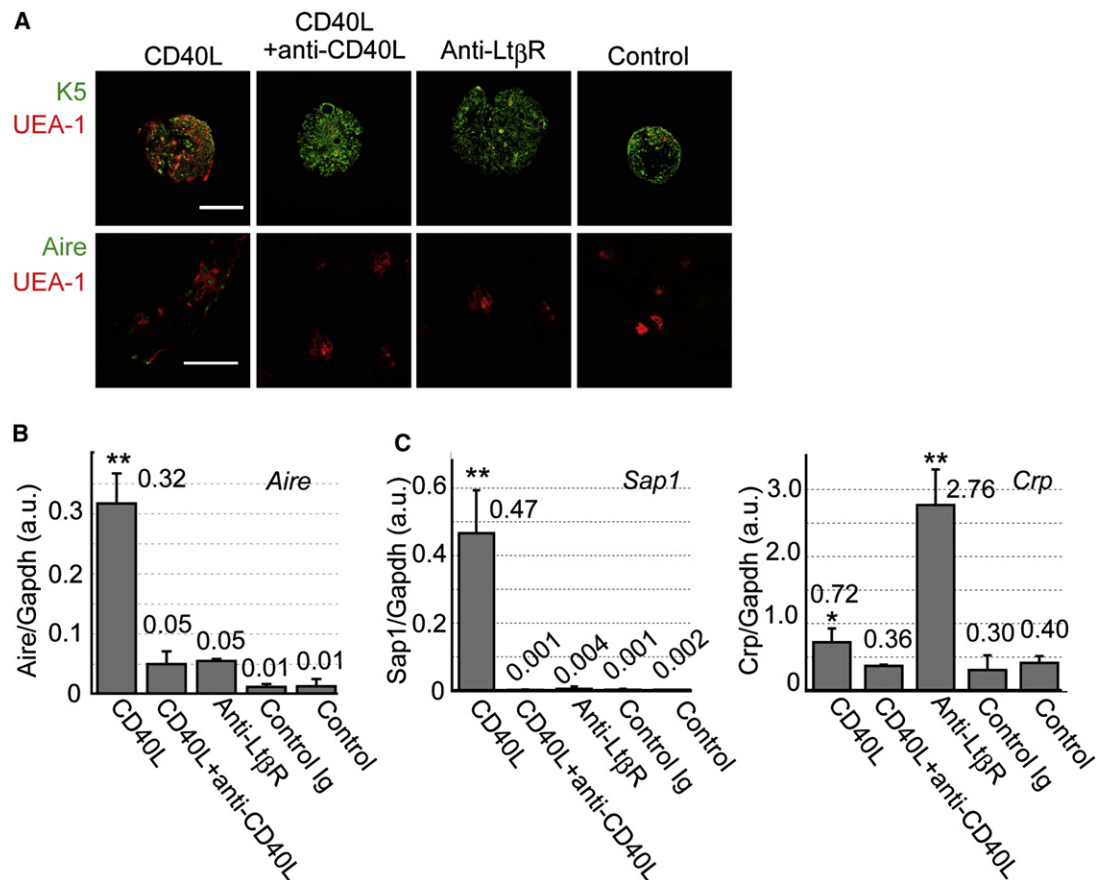 A
CD40L
CD40L
+anti-CD40L
Anti-LtβR
Control
K5
UEA-1
Aire
UEA-1
B
Aire/Gapdh (a.u.)
0.3
0.2
0.1
0
**
0.32
Aire
0.05
0.05
0.01
0.01
CD40L
CD40L+anti-CD40L
Anti-LtβR
Control Ig
Control
C
Sap1/Gapdh (a.u.)
0.6
0.4
0.2
0
**
0.47
Sap1
0.001
0.004
0.001
0.002
CD40L
CD40L+anti-CD40L
Anti-LtβR
Control Ig
Control
Crp/Gapdh (a.u.)
3.0
2.0
1.0
0
**
2.76
Crp
0.72
*
0.36
0.30
0.40
CD40L
CD40L+anti-CD40L
Anti-LtβR
Control Ig
Control